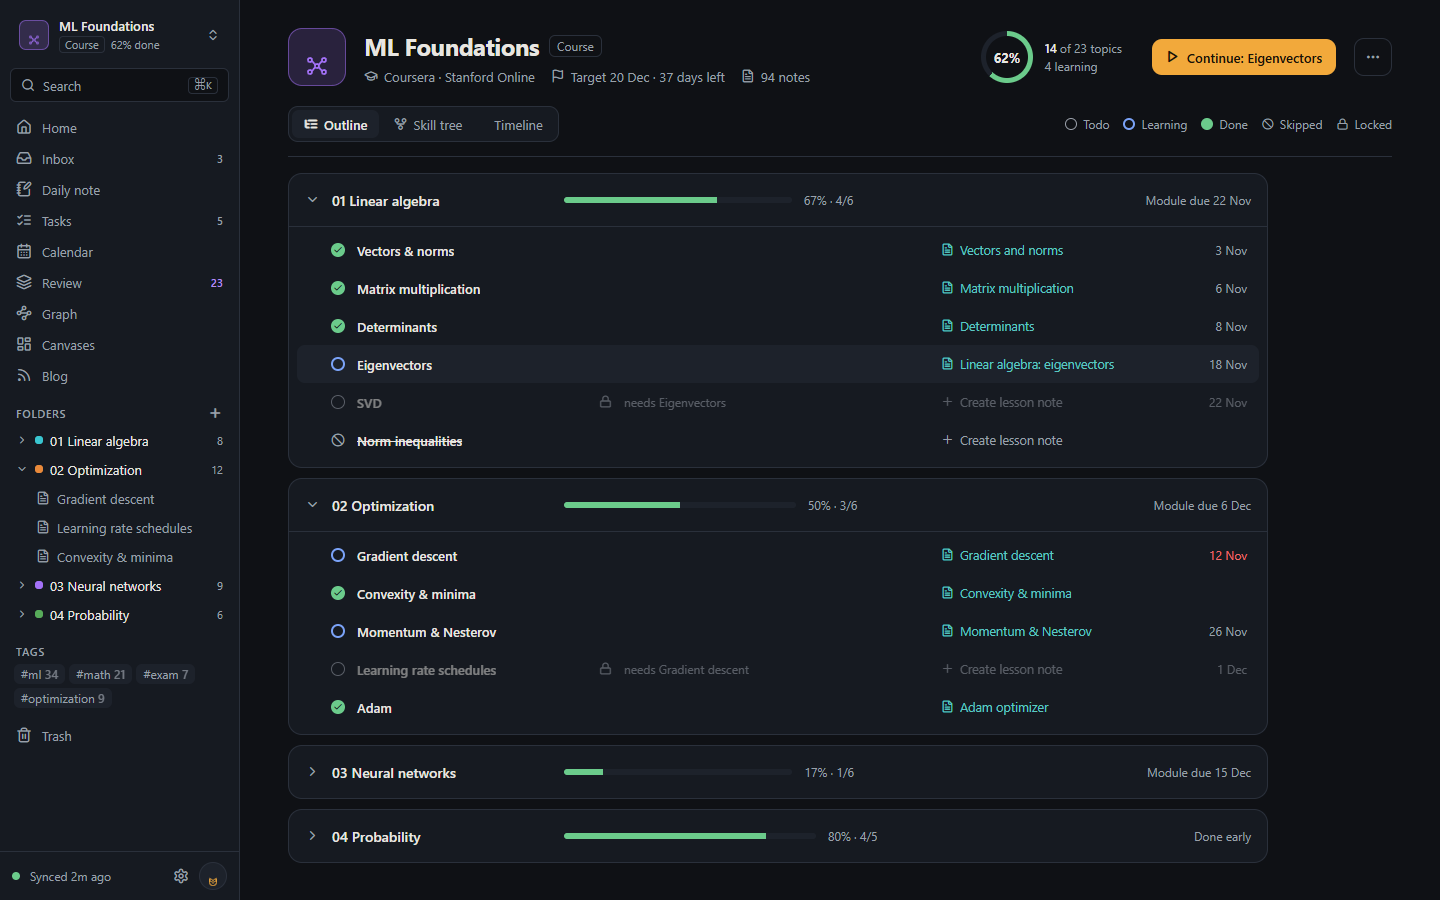 ML Foundations
Course 62% done
Search ⌘K
Home
Inbox 3
Daily note
Tasks 5
Calendar
Review 23
Graph
Canvases
Blog
FOLDERS +
01 Linear algebra 8
02 Optimization 12
Gradient descent
Learning rate schedules
Convexity & minima
03 Neural networks 9
04 Probability 6
TAGS
#ml 34 #math 21 #exam 7
#optimization 9
Trash
Synced 2m ago
ML Foundations Course
Coursera · Stanford Online Target 20 Dec · 37 days left 94 notes
62%
14 of 23 topics
4 learning
Continue: Eigenvectors
Outline Skill tree Timeline
Todo Learning Done Skipped Locked
01 Linear algebra 67% · 4/6 Module due 22 Nov
Vectors & norms Vectors and norms 3 Nov
Matrix multiplication Matrix multiplication 6 Nov
Determinants Determinants 8 Nov
Eigenvectors Linear algebra: eigenvectors 18 Nov
SVD needs Eigenvectors + Create lesson note 22 Nov
Norm inequalities + Create lesson note
02 Optimization 50% · 3/6 Module due 6 Dec
Gradient descent Gradient descent 12 Nov
Convexity & minima Convexity & minima
Momentum & Nesterov Momentum & Nesterov 26 Nov
Learning rate schedules needs Gradient descent + Create lesson note 1 Dec
Adam Adam optimizer
03 Neural networks 17% · 1/6 Module due 15 Dec
04 Probability 80% · 4/5 Done early